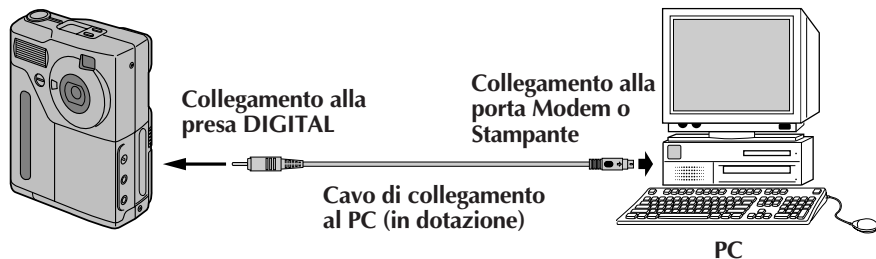 Collegamento alla
presa DIGITAL
Collegamento alla
porta Modem o
Stampante
Cavo di collegamento
al PC (in dotazione)
PC